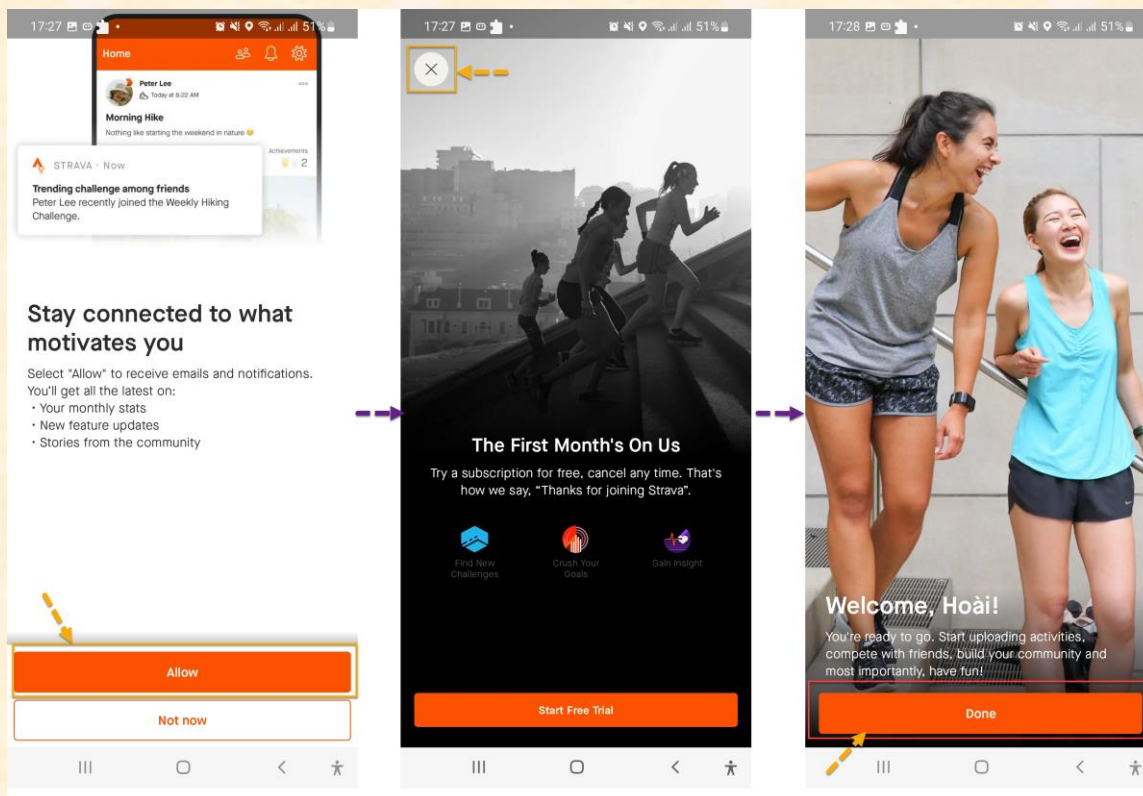 17:27
51%
Home
Peter Lee
Today at 9:22 AM
Morning Hike
Nothing like starting the weekend in nature
Achievements
2
STRAVA · Now
Trending challenge among friends
Peter Lee recently joined the Weekly Hiking
Challenge.
Stay connected to what
motivates you
Select "Allow" to receive emails and notifications.
You'll get all the latest on:
· Your monthly stats
· New feature updates
· Stories from the community
Allow
Not now
17:27
51%
The First Month's On Us
Try a subscription for free, cancel any time. That's
how we say, “Thanks for joining Strava”.
Find New
Challenges
Crush Your
Goals
Gain Insight
Start Free Trial
17:28
51%
Welcome, Hoài!
You're ready to go. Start uploading activities,
compete with friends, build your community and
most importantly, have fun!
Done